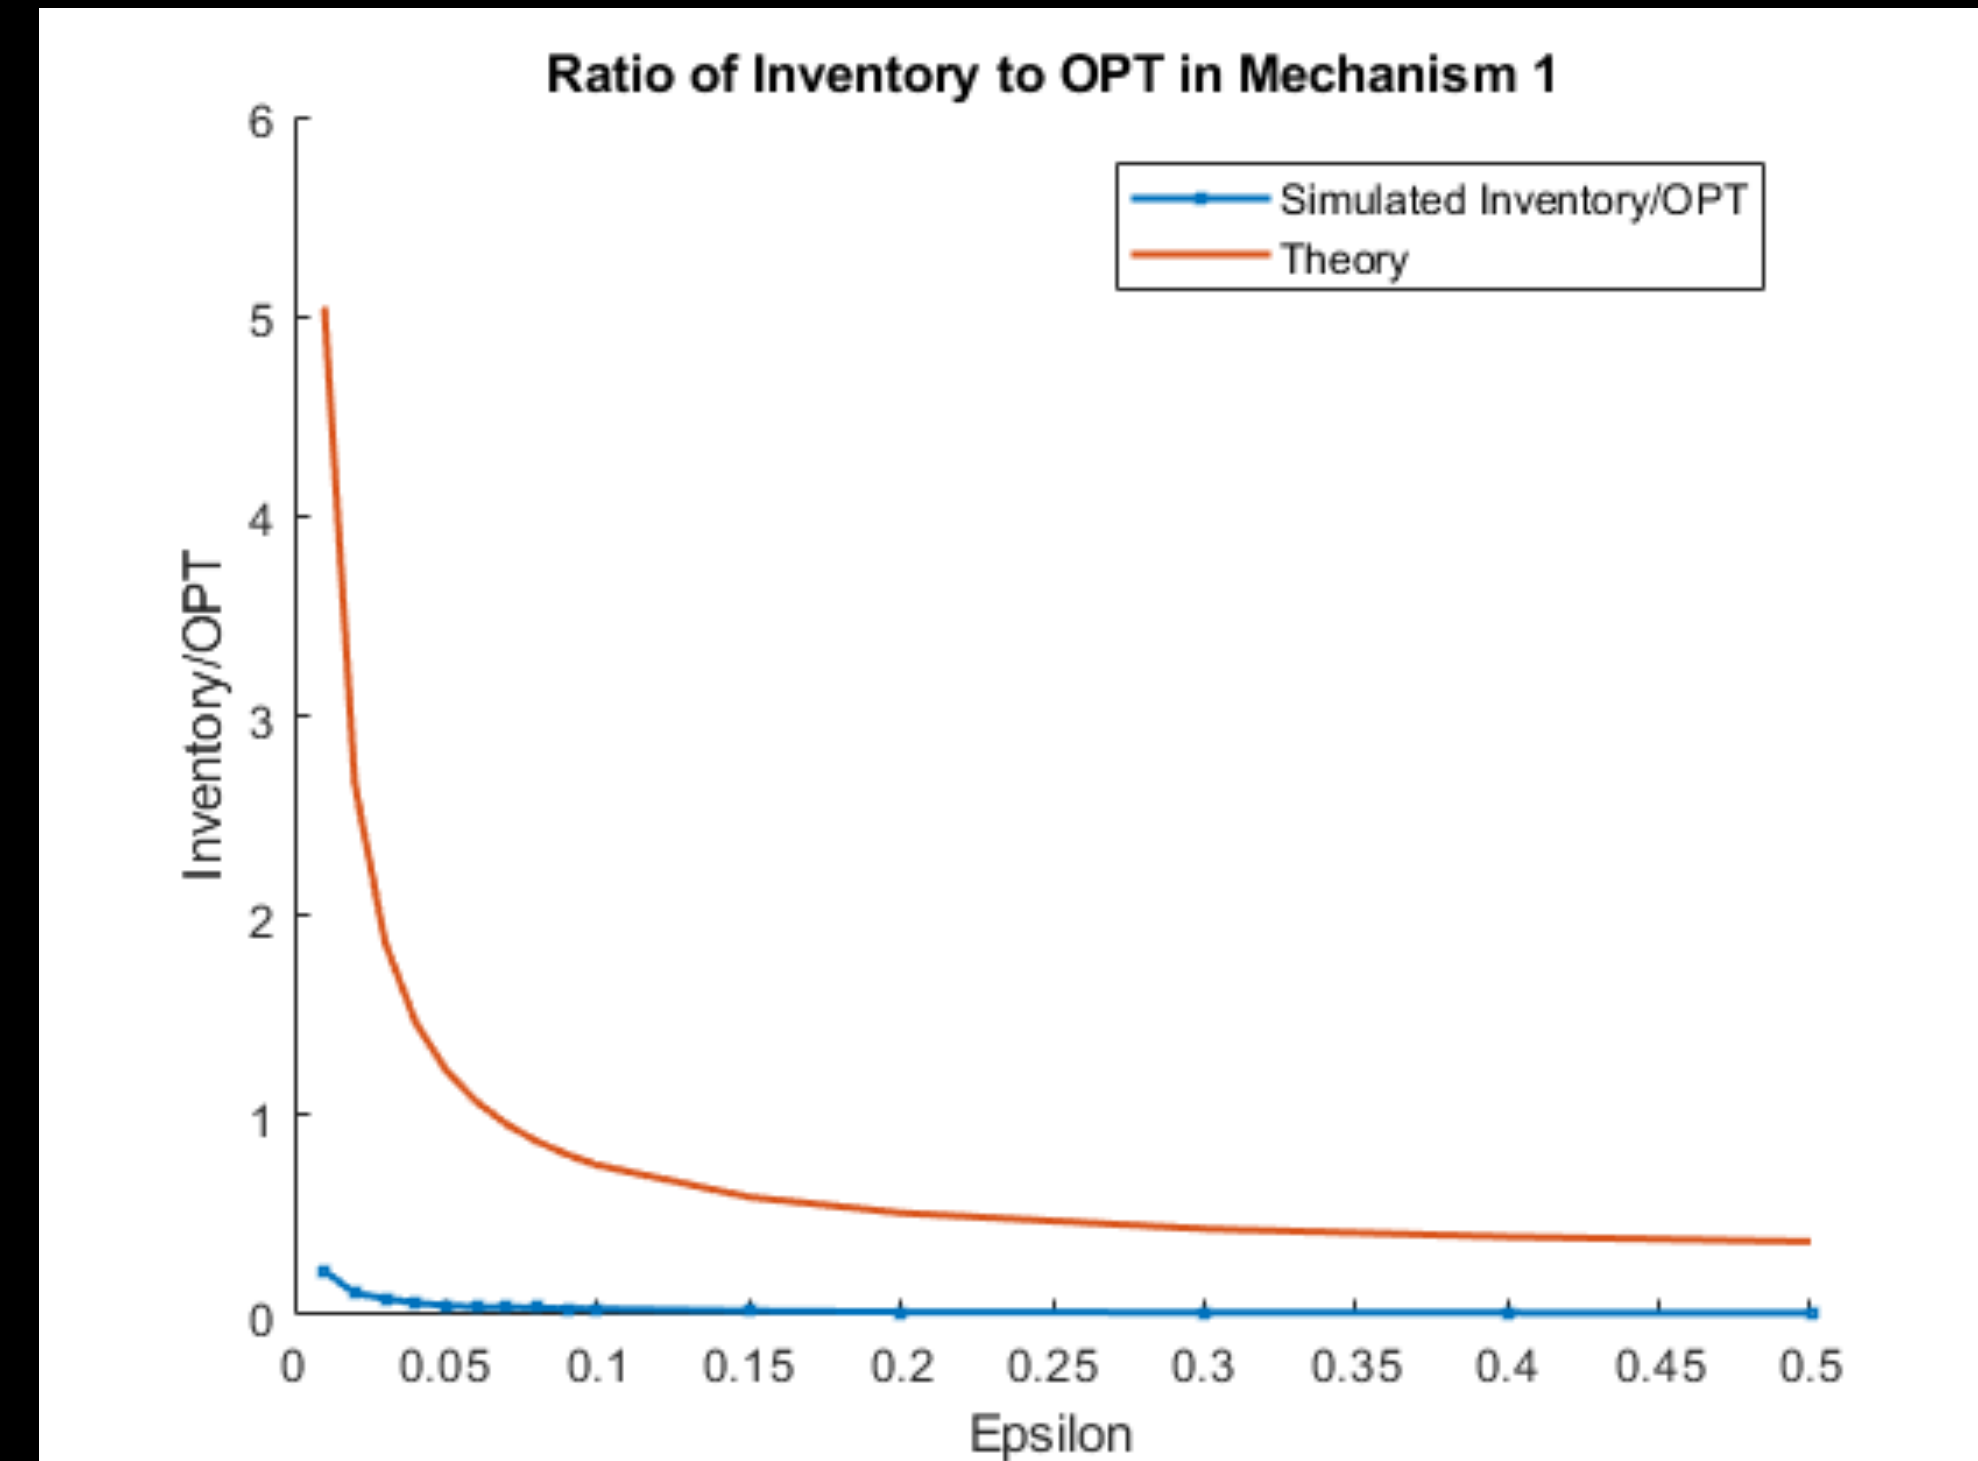 Ratio of Inventory to OPT in Mechanism 1
Simulated Inventory/OPT
Theory
Inventory/OPT
6
5
4
3
2
1
0
0 0.05 0.1 0.15 0.2 0.25 0.3 0.35 0.4 0.45 0.5
Epsilon